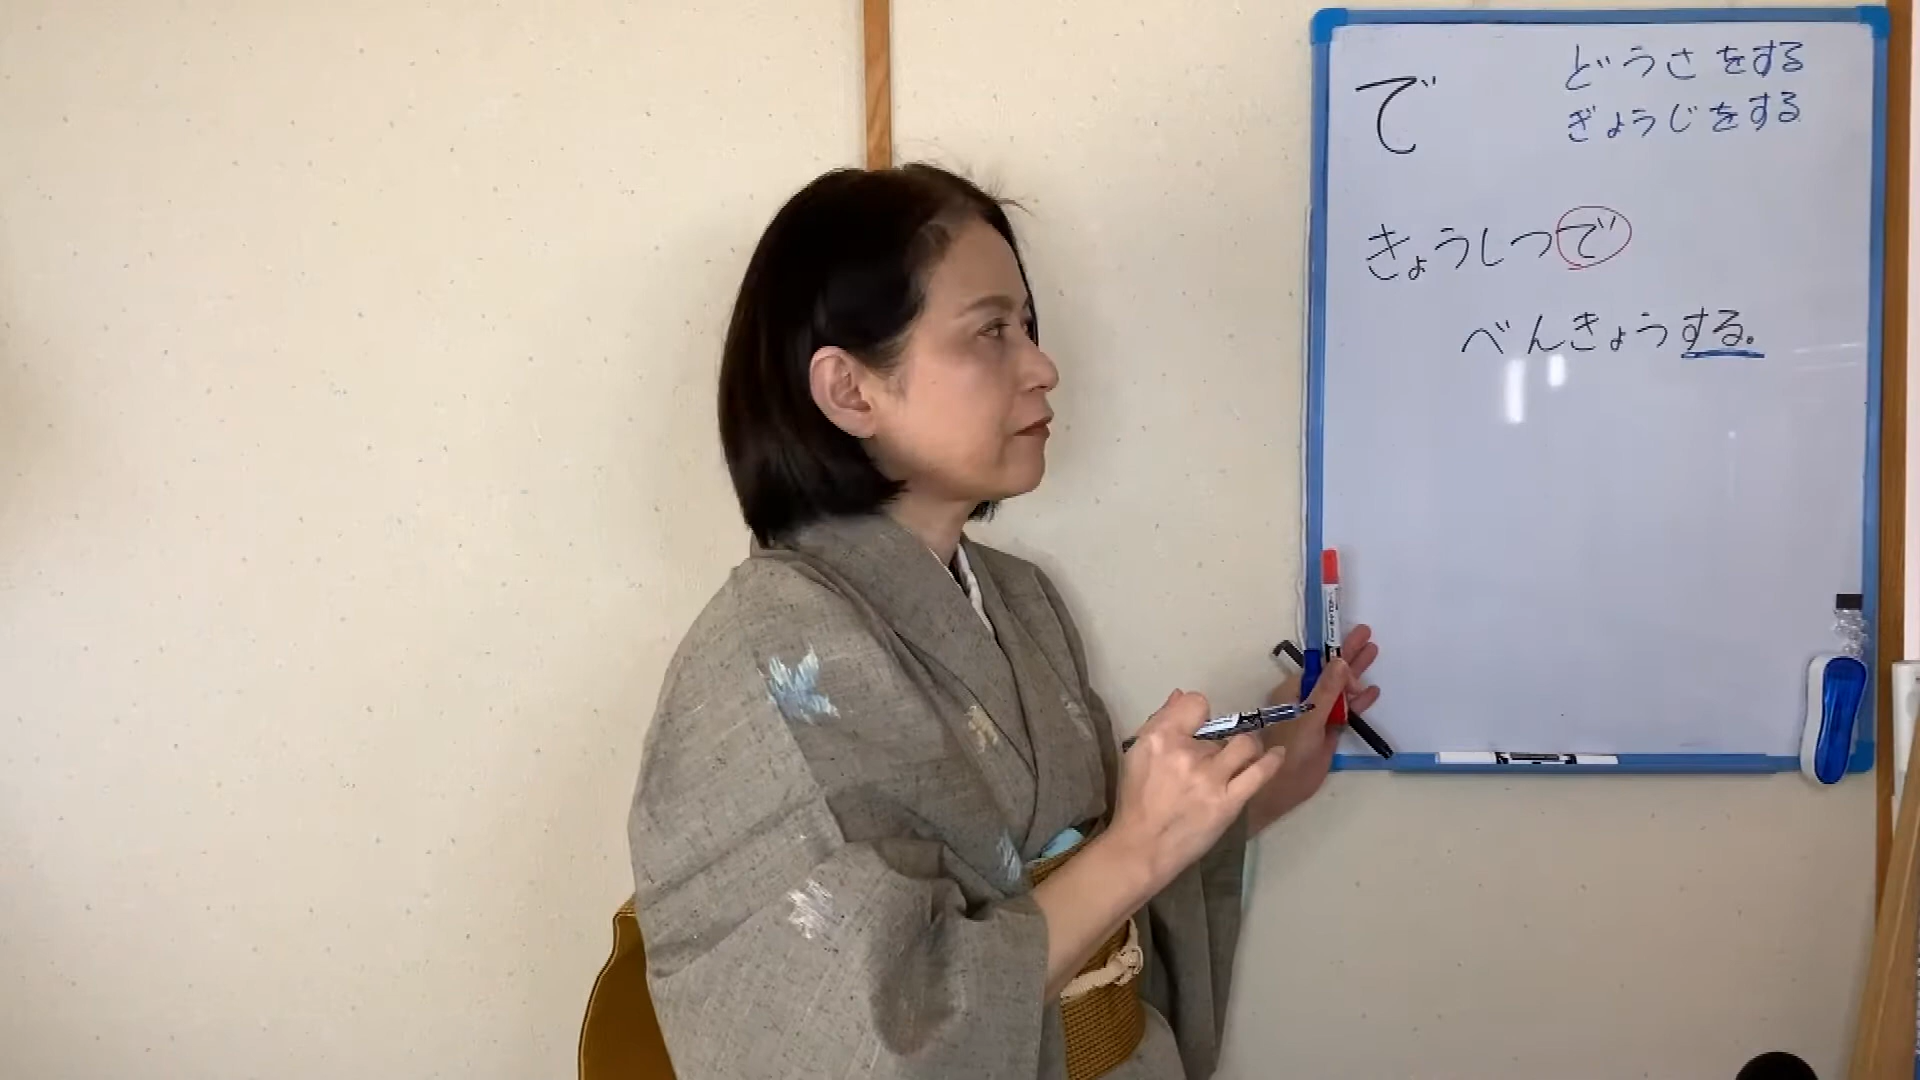 で
どうさをする
ぎょうじをする
きょうしつで
べんきょうする。